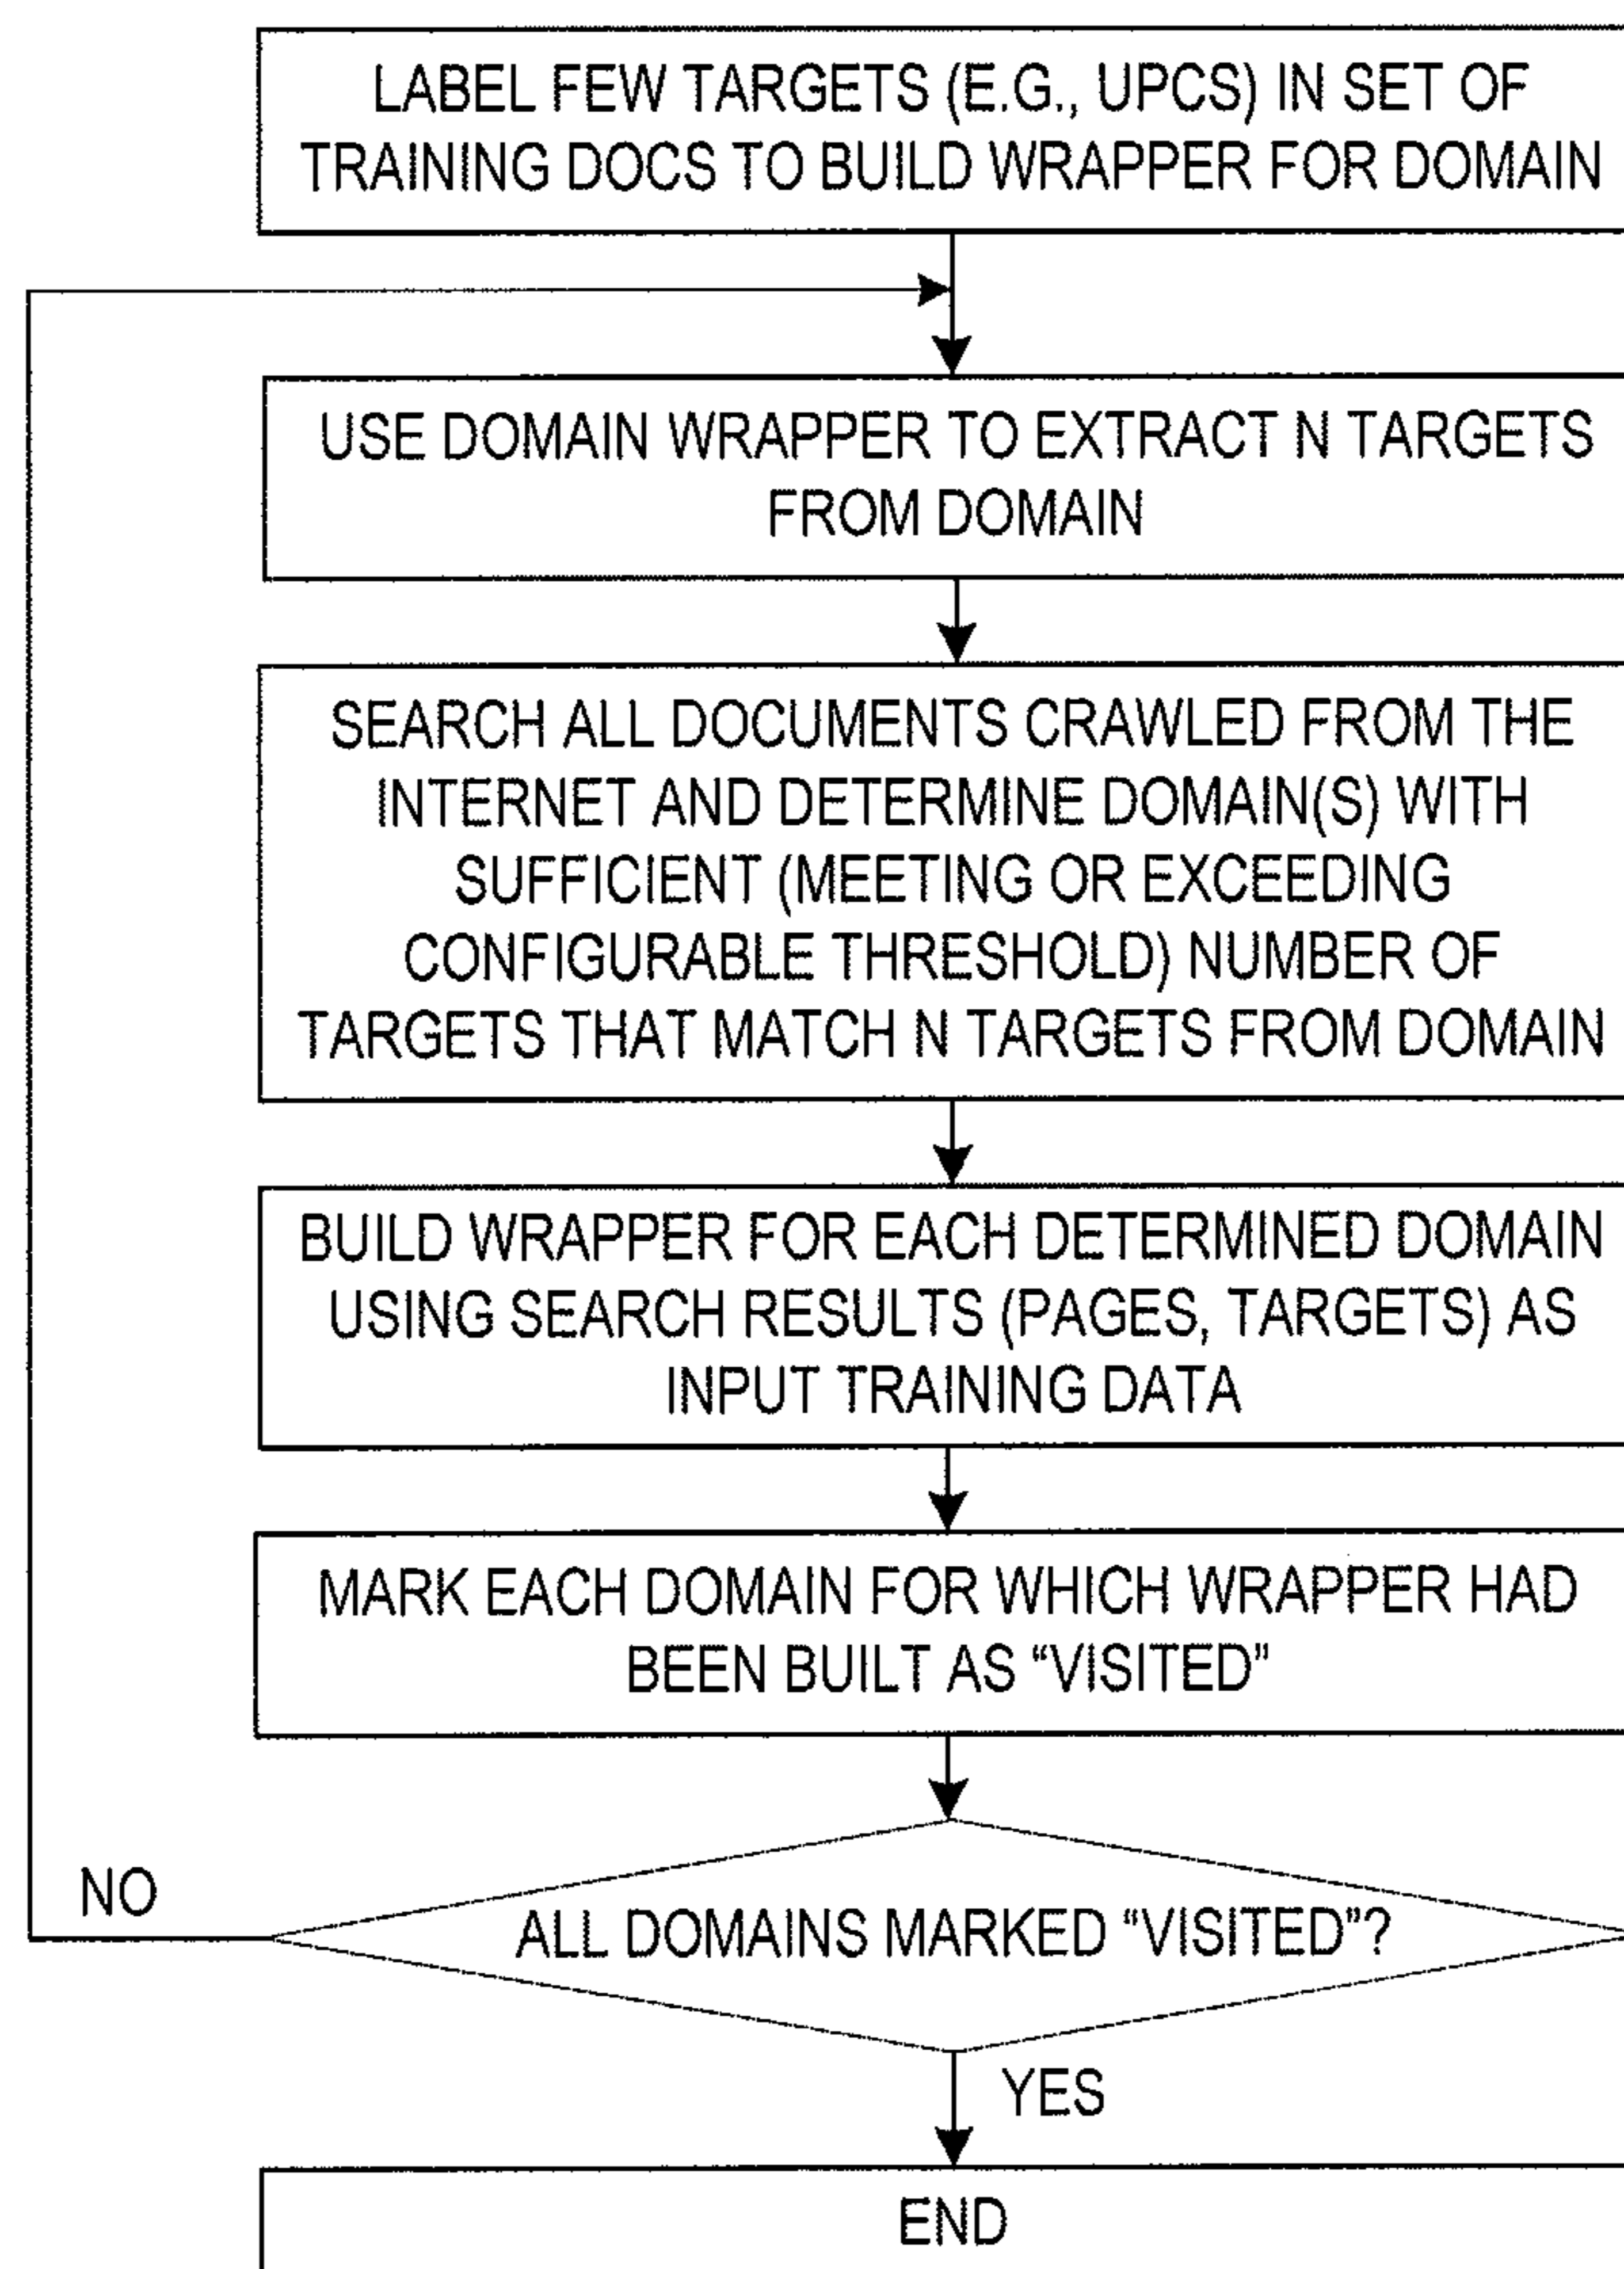 LABEL FEW TARGETS (E.G., UPCS) IN SET OF
TRAINING DOCS TO BUILD WRAPPER FOR DOMAIN
USE DOMAIN WRAPPER TO EXTRACT N TARGETS
FROM DOMAIN
SEARCH ALL DOCUMENTS CRAWLED FROM THE
INTERNET AND DETERMINE DOMAIN(S) WITH
SUFFICIENT (MEETING OR EXCEEDING
CONFIGURABLE THRESHOLD) NUMBER OF
TARGETS THAT MATCH N TARGETS FROM DOMAIN
BUILD WRAPPER FOR EACH DETERMINED DOMAIN
USING SEARCH RESULTS (PAGES, TARGETS) AS
INPUT TRAINING DATA
MARK EACH DOMAIN FOR WHICH WRAPPER HAD
BEEN BUILT AS “VISITED”
NO
ALL DOMAINS MARKED “VISITED”?
YES
END